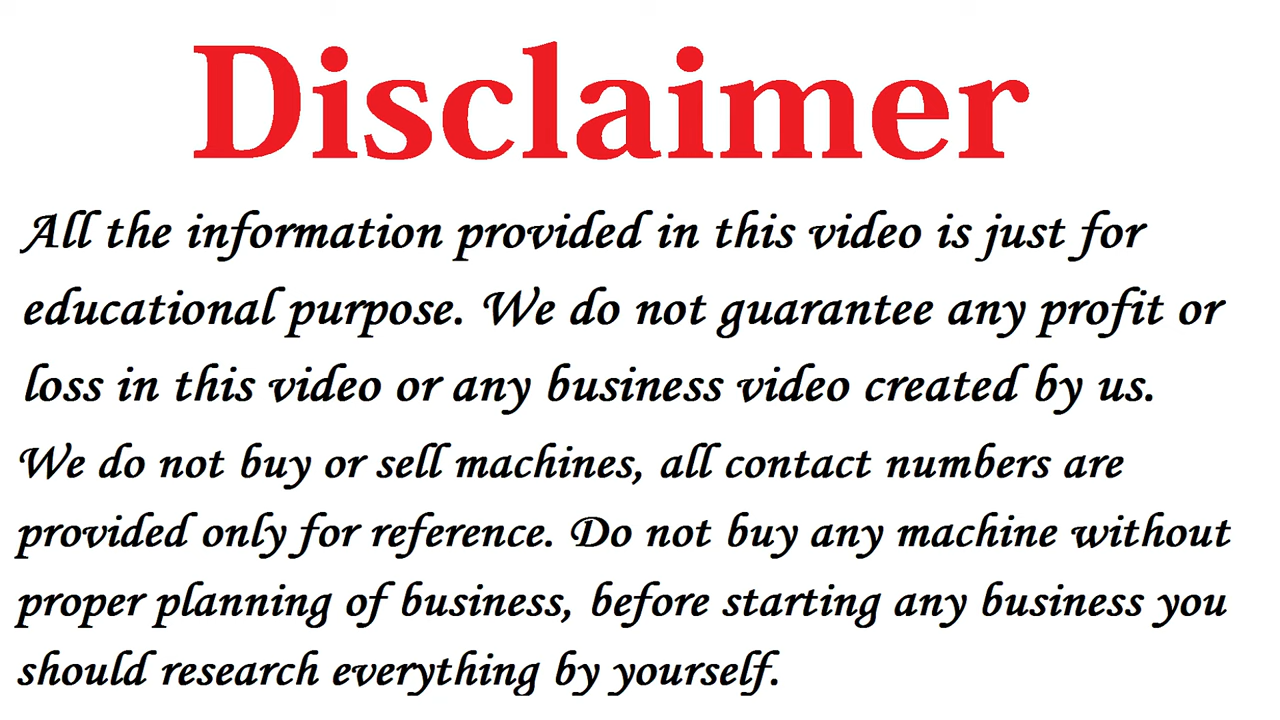 Disclaimer
All the information provided in this video is just for
educational purpose. We do not guarantee any profit or
loss in this video or any business video created by us.
We do not buy or sell machines, all contact numbers are
provided only for reference. Do not buy any machine without
proper planning of business, before starting any business you
should research everything by yourself.